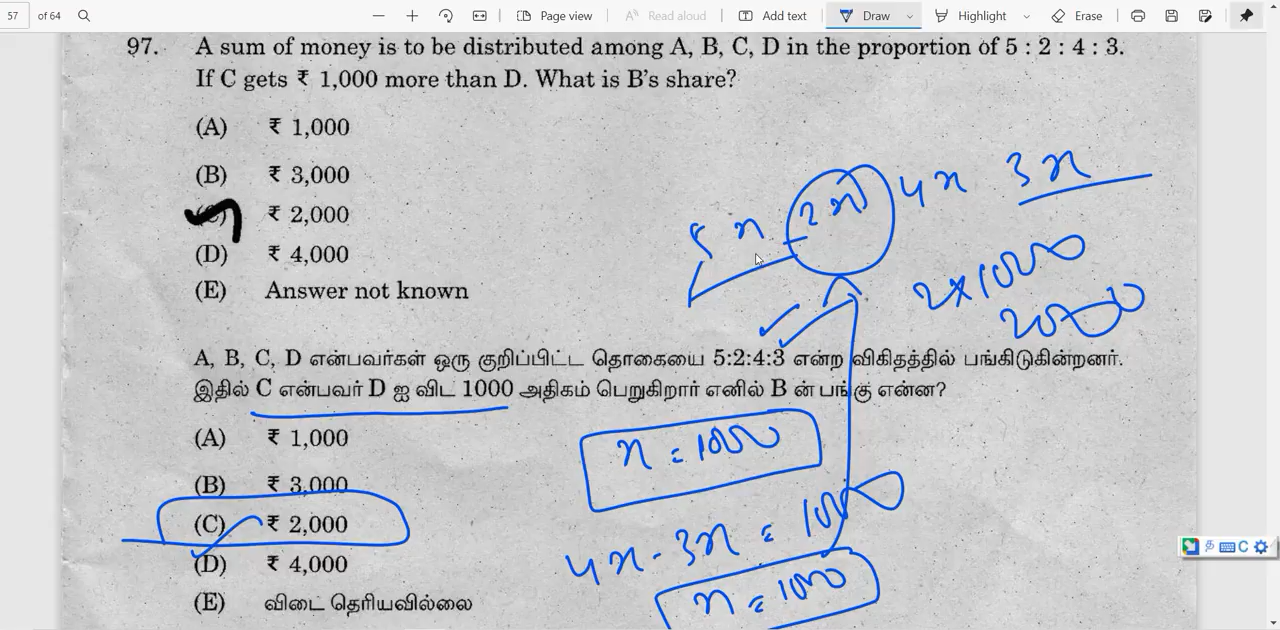 57 of 64 Page view Read aloud Add text Draw Highlight Erase
97. A sum of money is to be distributed among A, B, C, D in the proportion of 5 : 2 : 4 : 3.
If C gets ₹ 1,000 more than D. What is B's share?
(A) ₹ 1,000
(B) ₹ 3,000
(C) ₹ 2,000
(D) ₹ 4,000
(E) Answer not known
5x 2x 4x 3x
2×1000
2000
A, B, C, D என்பவர்கள் ஒரு குறிப்பிட்ட தொகையை 5:2:4:3 என்ற விகிதத்தில் பங்கிடுகின்றனர்.
இதில் C என்பவர் D ஐ விட 1000 அதிகம் பெறுகிறார் எனில் B ன் பங்கு என்ன?
(A) ₹ 1,000
(B) ₹ 3,000
(C) ₹ 2,000
(D) ₹ 4,000
(E) விடை தெரியவில்லை
x = 1000
4x - 3x = 1000
x = 1000